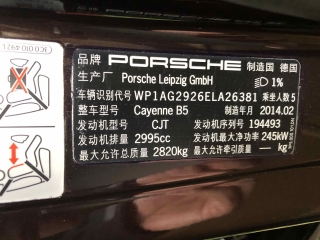 品牌 PORSCHE 制造国 德国
生产厂 Porsche Leipzig GmbH 1%
车辆识别代号 WP1AG2926ELA26381 乘坐人数 5
整车型号 Cayenne B5 制造年月 2014.02
发动机型号 CJT 发动机序列号 194493
发动机排量 2995cc 发动机最大净功率 245kW
最大允许总质量 2820kg 最大允许牵引质量 — kg